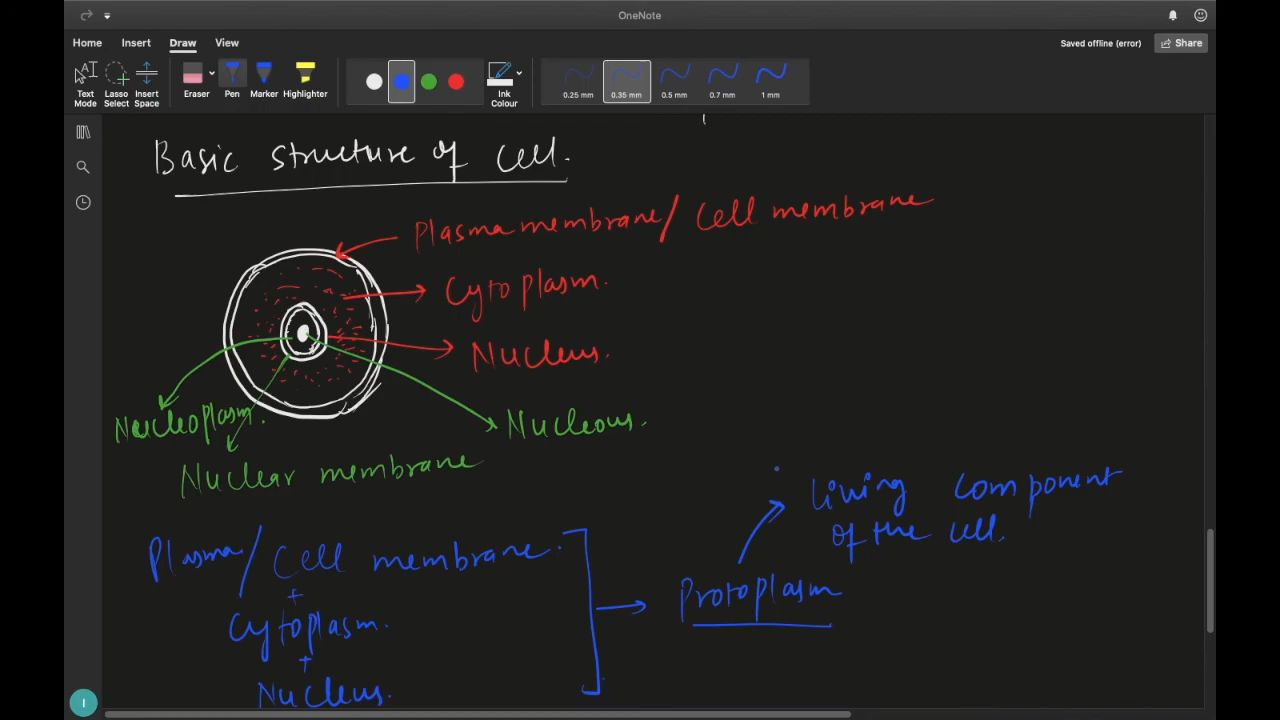 OneNote
Home Insert Draw View
Saved offline (error) Share
Text Mode
Lasso Select
Insert Space
Eraser
Pen
Marker
Highlighter
Ink Colour
0.25 mm 0.35 mm 0.5 mm 0.7 mm 1 mm
Basic structure of cell.
Plasma membrane/ Cell membrane
Cytoplasm.
Nucleus.
Nucleoplasm.
Nucleous.
Nuclear membrane
Living component
of the cell.
Plasma/ Cell membrane.
+
Cytoplasm.
+
Nucleus.
Protoplasm
I